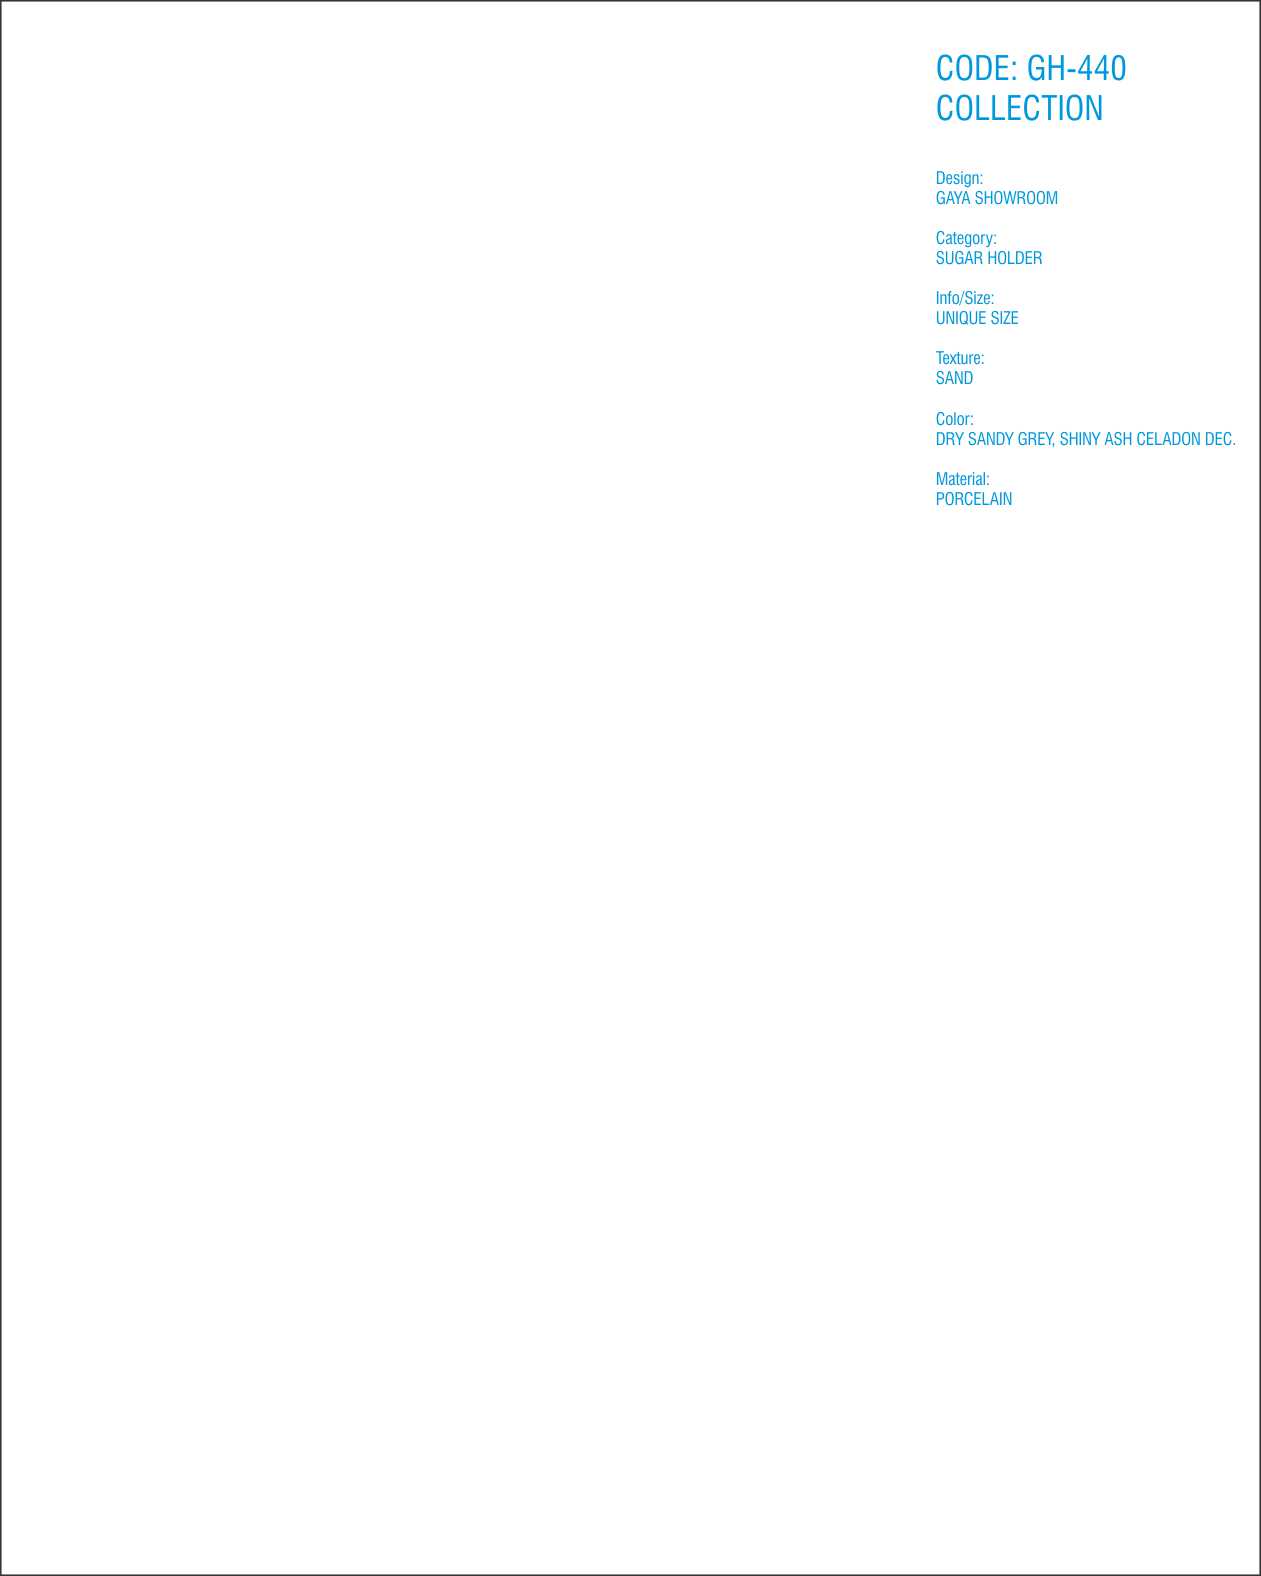 CODE: GH-440
COLLECTION
Design:
GAYA SHOWROOM
Category:
SUGAR HOLDER
Info/Size:
UNIQUE SIZE
Texture:
SAND
Color:
DRY SANDY GREY, SHINY ASH CELADON DEC.
Material:
PORCELAIN